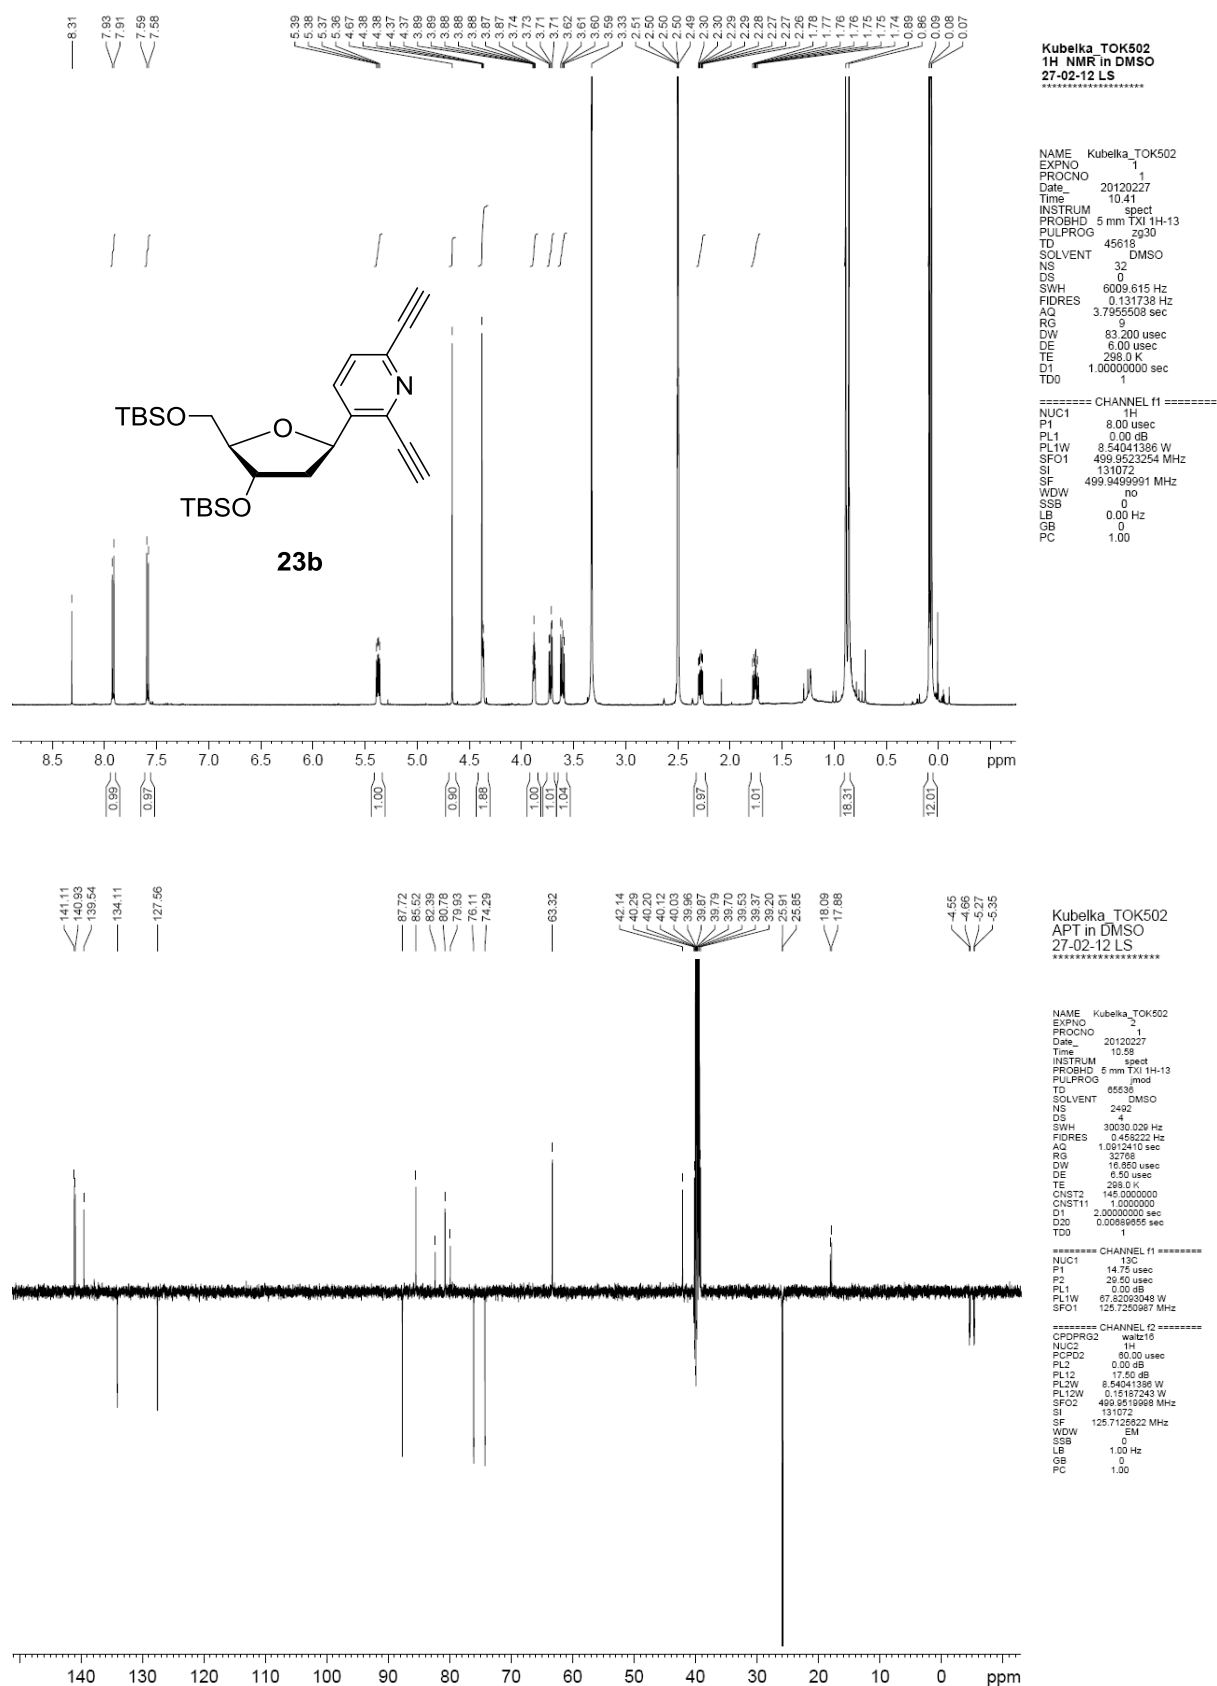 8.31
7.93
7.91
7.59
7.58
5.39
5.38
5.37
5.36
4.67
4.38
4.38
4.37
4.37
3.89
3.89
3.88
3.88
3.88
3.87
3.87
3.74
3.73
3.71
3.71
3.62
3.61
3.60
3.59
3.33
2.51
2.50
2.50
2.50
2.49
2.30
2.30
2.29
2.29
2.28
2.27
2.27
2.26
1.78
1.77
1.76
1.76
1.75
1.75
1.74
0.89
0.86
0.09
0.08
0.07
Kubelka_TOK502
1H NMR in DMSO
27-02-12 LS
********************
NAME Kubelka_TOK502
EXPNO 1
PROCNO 1
Date_ 20120227
Time 10.41
INSTRUM spect
PROBHD 5 mm TXI 1H-13
PULPROG zg30
TD 45618
SOLVENT DMSO
NS 32
DS 0
SWH 6009.615 Hz
FIDRES 0.131738 Hz
AQ 3.7955508 sec
RG 9
DW 83.200 usec
DE 6.00 usec
TE 298.0 K
D1 1.00000000 sec
TD0 1
======== CHANNEL f1 ========
NUC1 1H
P1 8.00 usec
PL1 0.00 dB
PL1W 8.54041386 W
SFO1 499.9523254 MHz
SI 131072
SF 499.9499991 MHz
WDW no
SSB 0
LB 0.00 Hz
GB 0
PC 1.00
N
TBSO
O
TBSO
23b
8.5 8.0 7.5 7.0 6.5 6.0 5.5 5.0 4.5 4.0 3.5 3.0 2.5 2.0 1.5 1.0 0.5 0.0 ppm
0.99
0.97
1.00
0.90
1.88
1.00
1.01
1.04
0.97
1.01
18.31
12.01
141.11
140.93
139.54
134.11
127.56
87.72
85.52
82.39
80.78
79.93
76.11
74.29
63.32
42.14
40.29
40.20
40.12
40.03
39.96
39.87
39.79
39.70
39.53
39.37
39.20
25.91
25.85
18.09
17.88
-4.55
-4.66
-5.27
-5.35
Kubelka_TOK502
APT in DMSO
27-02-12 LS
********************
NAME Kubelka_TOK502
EXPNO 2
PROCNO 1
Date_ 20120227
Time 10.58
INSTRUM spect
PROBHD 5 mm TXI 1H-13
PULPROG jmod
TD 65536
SOLVENT DMSO
NS 2492
DS 4
SWH 30030.029 Hz
FIDRES 0.458222 Hz
AQ 1.0912410 sec
RG 32768
DW 16.650 usec
DE 6.50 usec
TE 298.0 K
CNST2 145.0000000
CNST11 1.0000000
D1 2.00000000 sec
D20 0.00689655 sec
TD0 1
======== CHANNEL f1 ========
NUC1 13C
P1 14.75 usec
P2 29.50 usec
PL1 0.00 dB
PL1W 67.82093048 W
SFO1 125.7250987 MHz
======== CHANNEL f2 ========
CPDPRG2 waltz16
NUC2 1H
PCPD2 60.00 usec
PL2 0.00 dB
PL12 17.50 dB
PL2W 8.54041386 W
PL12W 0.15187243 W
SFO2 499.9519998 MHz
SI 131072
SF 125.7125622 MHz
WDW EM
SSB 0
LB 1.00 Hz
GB 0
PC 1.00
140 130 120 110 100 90 80 70 60 50 40 30 20 10 0 ppm